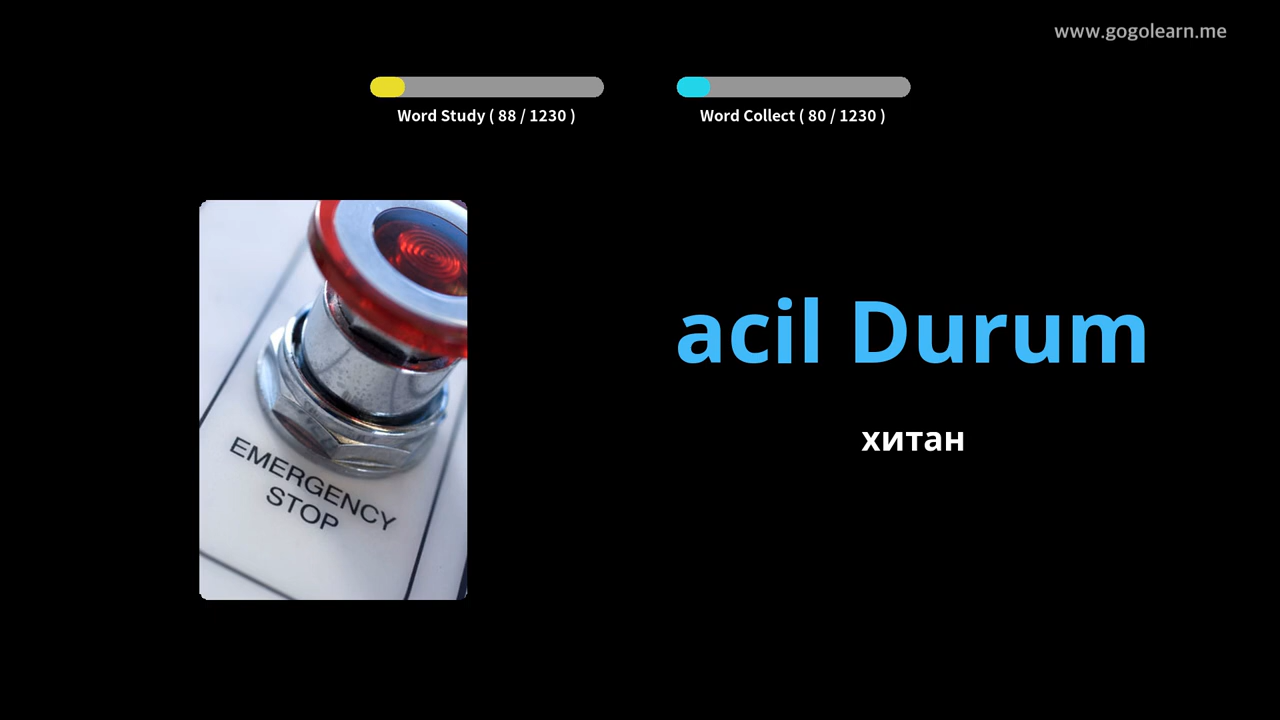 www.gogolearn.me
Word Study ( 88 / 1230 )
Word Collect ( 80 / 1230 )
acil Durum
хитан
EMERGENCY
STOP